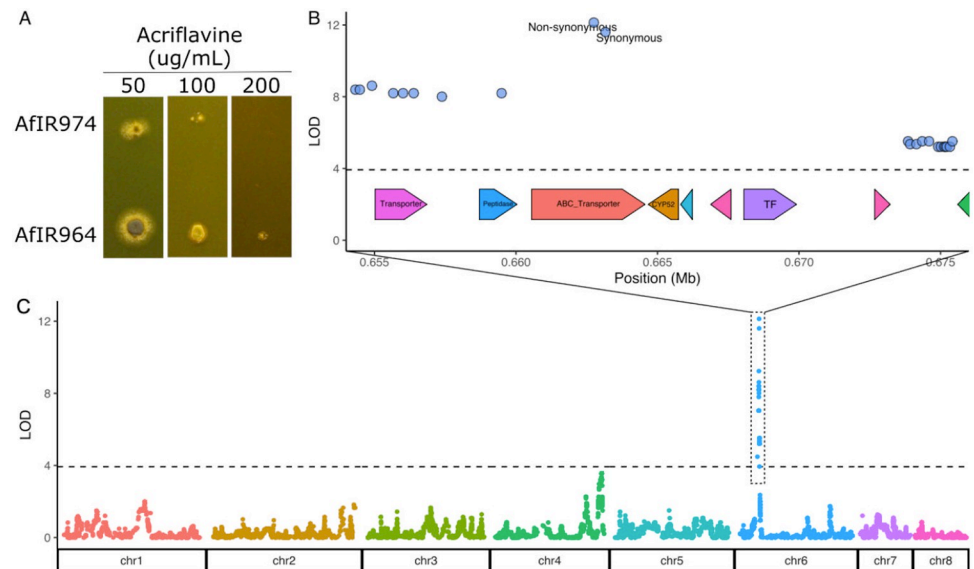 A
Acriflavine
(ug/mL)
50 100 200
AfIR974
AfIR964
B
LOD
12
8
4
0
Non-synonymous
Synonymous
Transporter
Peptidase
ABC_Transporter
CYP52
TF
0.655 0.660 0.665 0.670 0.675
Position (Mb)
C
LOD
12
8
4
0
chr1 chr2 chr3 chr4 chr5 chr6 chr7 chr8